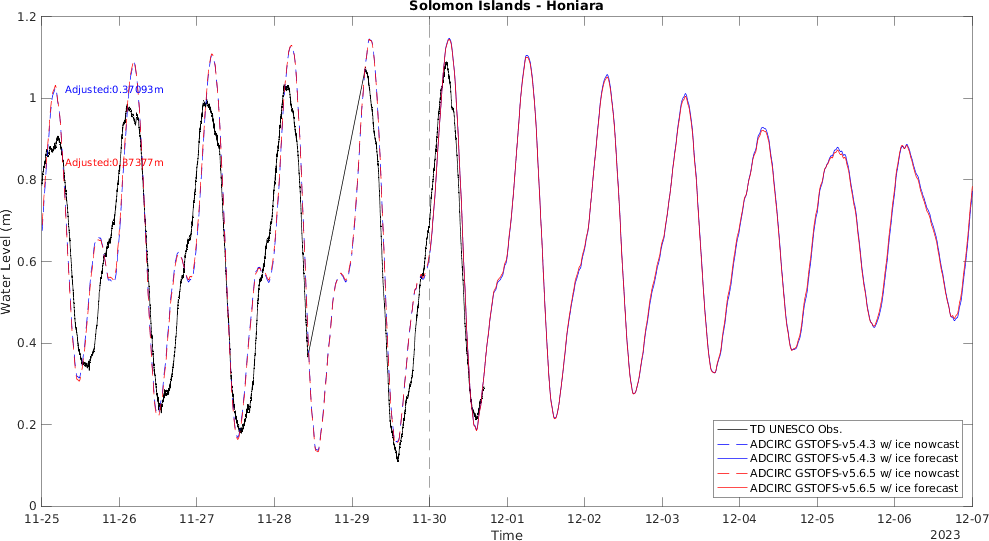 Solomon Islands - Honiara
1.2
1
0.8
0.6
0.4
0.2
0
Water Level (m)
Adjusted:0.37093m
Adjusted:0.37377m
TD UNESCO Obs.
ADCIRC GSTOFS-v5.4.3 w/ ice nowcast
ADCIRC GSTOFS-v5.4.3 w/ ice forecast
ADCIRC GSTOFS-v5.6.5 w/ ice nowcast
ADCIRC GSTOFS-v5.6.5 w/ ice forecast
11-25 11-26 11-27 11-28 11-29 11-30 12-01 12-02 12-03 12-04 12-05 12-06 12-07
Time
2023